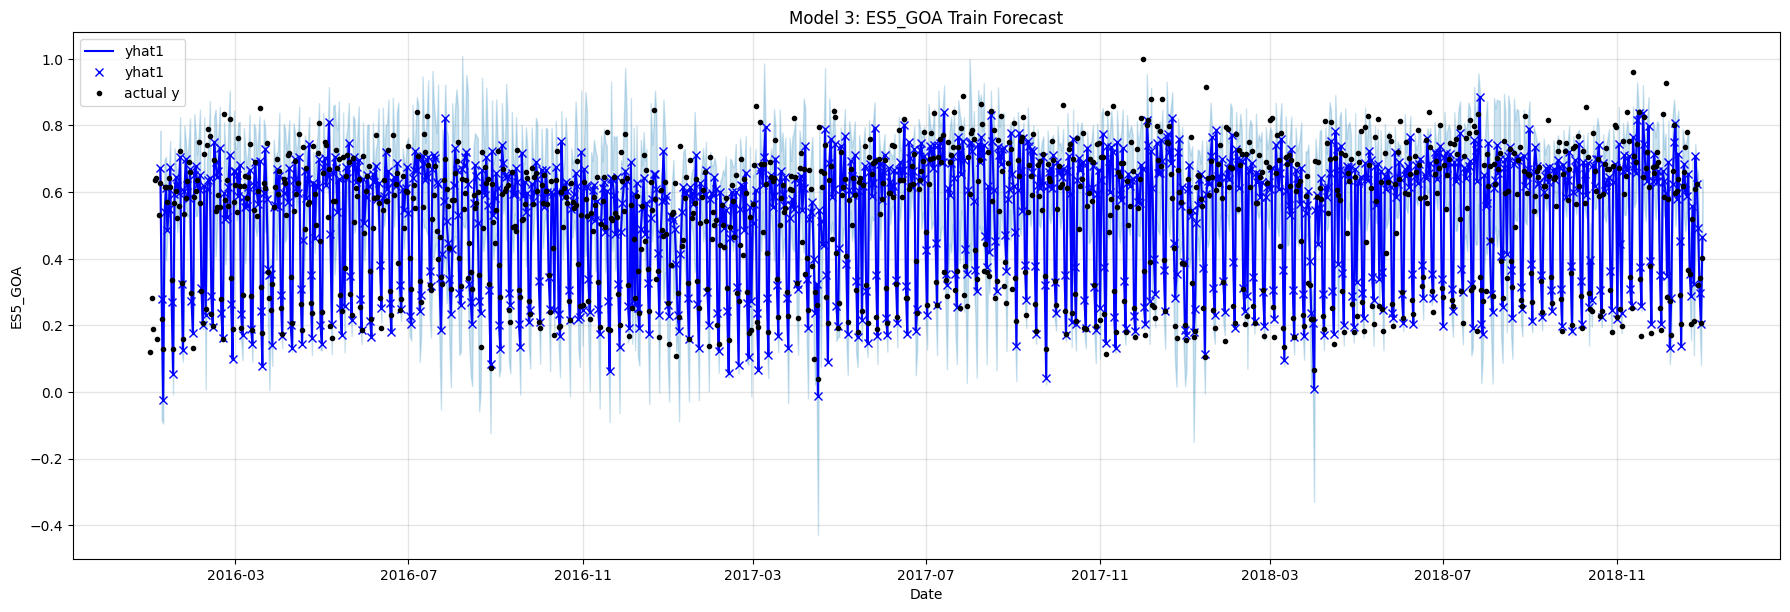 Model 3: ES5_GOA Train Forecast
yhat1
yhat1
actual y
1.0
0.8
0.6
0.4
0.2
0.0
−0.2
−0.4
ES5_GOA
2016-03 2016-07 2016-11 2017-03 2017-07 2017-11 2018-03 2018-07 2018-11
Date